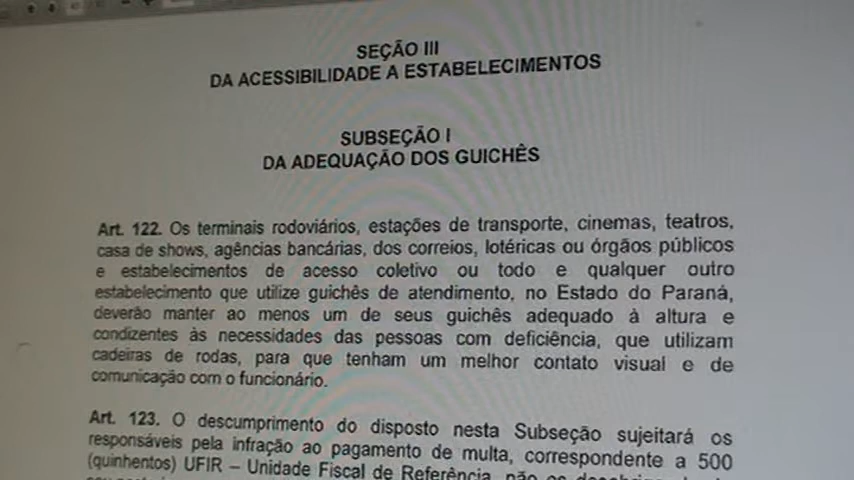 SEÇÃO III
DA ACESSIBILIDADE A ESTABELECIMENTOS
SUBSEÇÃO I
DA ADEQUAÇÃO DOS GUICHÊS
Art. 122. Os terminais rodoviários, estações de transporte, cinemas, teatros,
casa de shows, agências bancárias, dos correios, lotéricas ou órgãos públicos
e estabelecimentos de acesso coletivo ou todo e qualquer outro
estabelecimento que utilize guichês de atendimento, no Estado do Paraná,
deverão manter ao menos um de seus guichês adequado à altura e
condizentes às necessidades das pessoas com deficiência, que utilizam
cadeiras de rodas, para que tenham um melhor contato visual e de
comunicação com o funcionário.
Art. 123. O descumprimento do disposto nesta Subseção sujeitará os
responsáveis pela infração ao pagamento de multa, correspondente a 500
(quinhentos) UFIR – Unidade Fiscal de Referência, não os